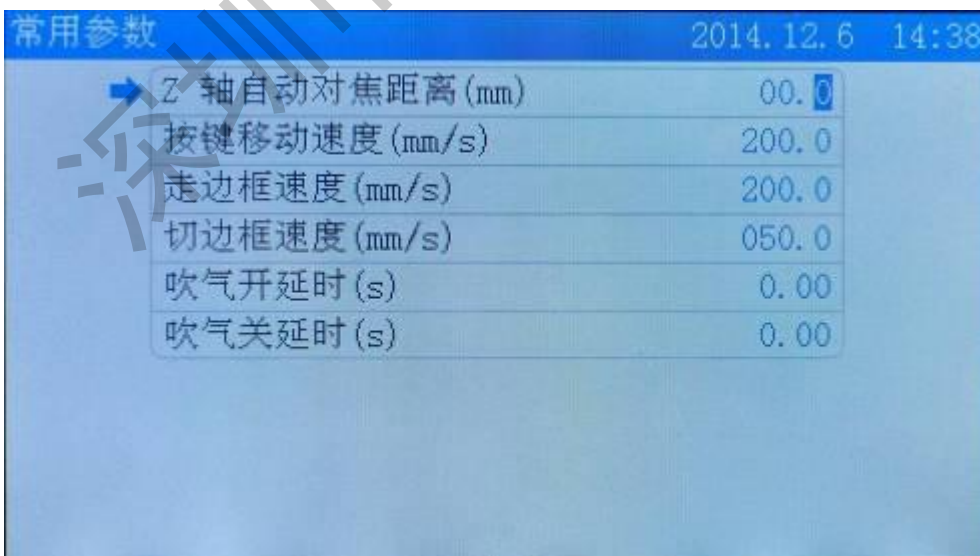 常用参数 2014.12.6 14:38
Z 轴自动对焦距离(mm) 00.0
按键移动速度(mm/s) 200.0
走边框速度(mm/s) 200.0
切边框速度(mm/s) 050.0
吹气开延时(s) 0.00
吹气关延时(s) 0.00
深圳